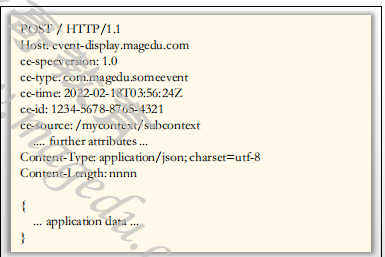 POST / HTTP/1.1
Host: event-display.magedu.com
ce-specversion: 1.0
ce-type: com.magedu.someevent
ce-time: 2022-02-18T03:56:24Z
ce-id: 1234-5678-8765-4321
ce-source: /mycontext/subcontext
.... further attributes ...
Content-Type: application/json; charset=utf-8
Content-Length: nnnn
{
... application data ...
}